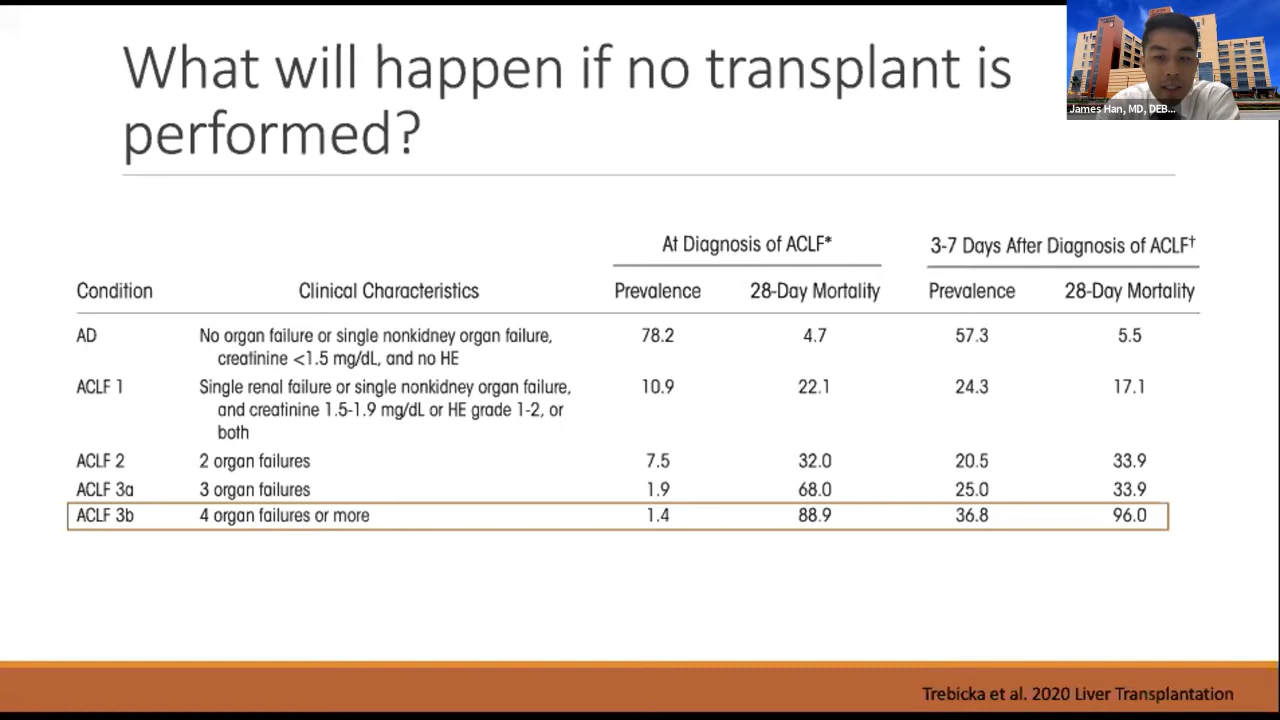 What will happen if no transplant is
performed?
James Han, MD, DEB...
At Diagnosis of ACLF* 3-7 Days After Diagnosis of ACLF†
Condition Clinical Characteristics Prevalence 28-Day Mortality Prevalence 28-Day Mortality
AD No organ failure or single nonkidney organ failure, 78.2 4.7 57.3 5.5
creatinine <1.5 mg/dL, and no HE
ACLF 1 Single renal failure or single nonkidney organ failure, 10.9 22.1 24.3 17.1
and creatinine 1.5-1.9 mg/dL or HE grade 1-2, or
both
ACLF 2 2 organ failures 7.5 32.0 20.5 33.9
ACLF 3a 3 organ failures 1.9 68.0 25.0 33.9
ACLF 3b 4 organ failures or more 1.4 88.9 36.8 96.0
Trebicka et al. 2020 Liver Transplantation